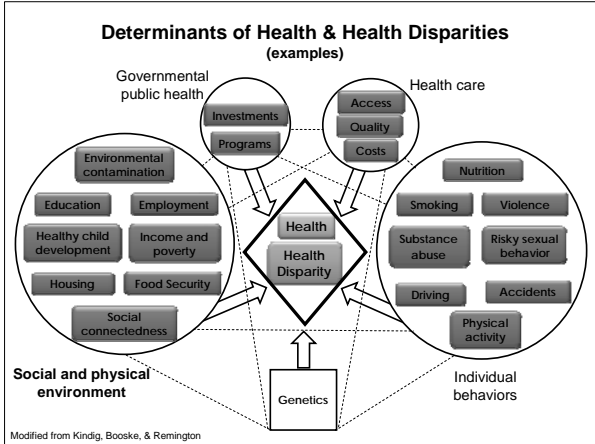 Determinants of Health & Health Disparities
(examples)
Governmental
public health
Investments
Programs
Health care
Access
Quality
Costs
Environmental
contamination
Education
Employment
Healthy child
development
Income and
poverty
Housing
Food Security
Social
connectedness
Social and physical
environment
Health
Health
Disparity
Genetics
Nutrition
Smoking
Violence
Substance
abuse
Risky sexual
behavior
Driving
Accidents
Physical
activity
Individual
behaviors
Modified from Kindig, Booske, & Remington